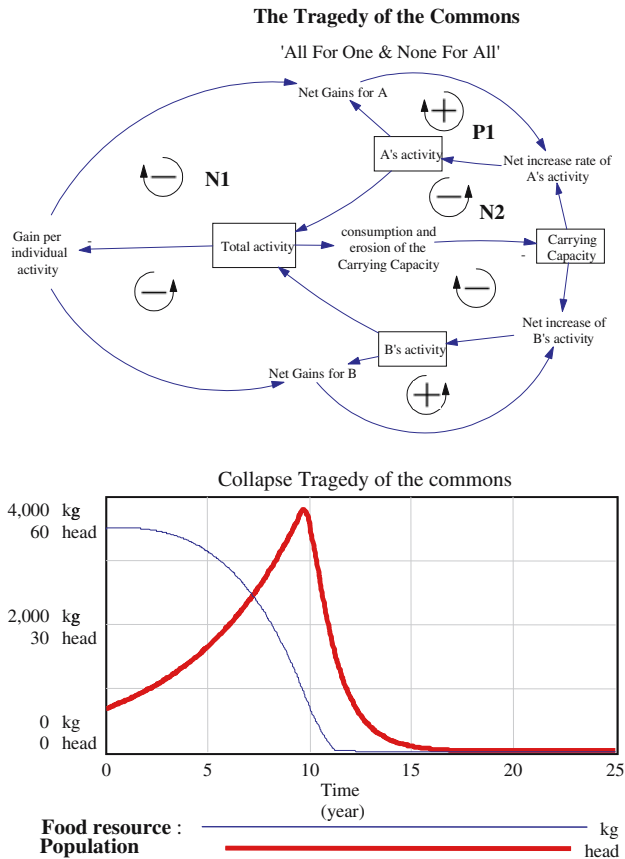 The Tragedy of the Commons
'All For One & None For All'
Net Gains for A
+
P1
A's activity
Net increase rate of
A's activity
−
N1
−
N2
Gain per
individual
activity
-
Total activity
consumption and
erosion of the
Carrying Capacity
-
Carrying
Capacity
−
−
Net increase of
B's activity
B's activity
Net Gains for B
+
Collapse Tragedy of the commons
4,000 kg
60 head
2,000 kg
30 head
0 kg
0 head
0 5 10 15 20 25
Time
(year)
Food resource : kg
Population head